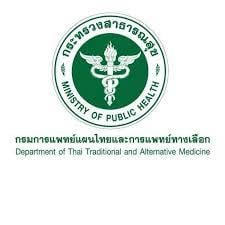 กระทรวงสาธารณสุข
MINISTRY OF PUBLIC HEALTH
กรมการแพทย์แผนไทยและการแพทย์ทางเลือก
Department of Thai Traditional and Alternative Medicine